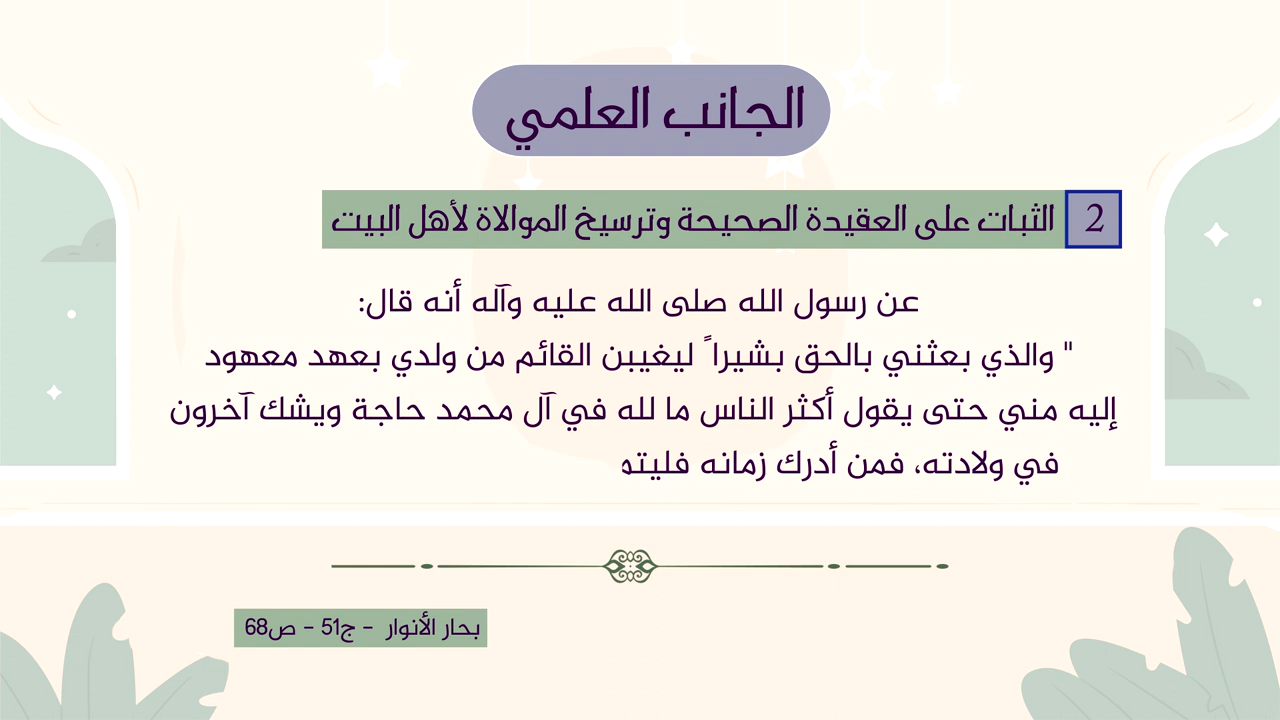 الجانب العلمي
2 الثبات على العقيدة الصحيحة وترسيخ الموالاة لأهل البيت
عن رسول الله صلى الله عليه وآله أنه قال:
" والذي بعثني بالحق بشيراً ليغيبن القائم من ولدي بعهد معهود
إليه مني حتى يقول أكثر الناس ما لله في آل محمد حاجة ويشك آخرون
في ولادته، فمن أدرك زمانه فليتم
بحار الأنوار - ج51 - ص68